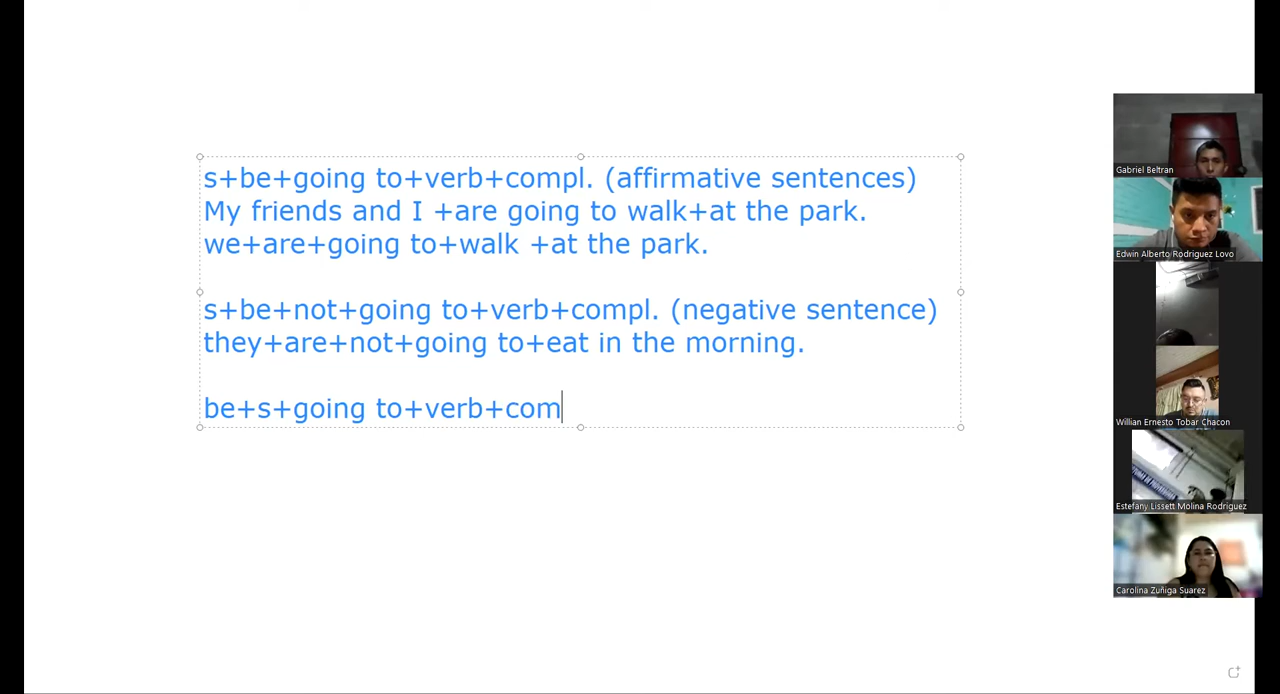 s+be+going to+verb+compl. (affirmative sentences)
My friends and I +are going to walk+at the park.
we+are+going to+walk +at the park.
s+be+not+going to+verb+compl. (negative sentence)
they+are+not+going to+eat in the morning.
be+s+going to+verb+com
Gabriel Beltran
Edwin Alberto Rodriguez Lovo
Willian Ernesto Tobar Chacon
Estefany Lissett Molina Rodriguez
Carolina Zuñiga Suarez